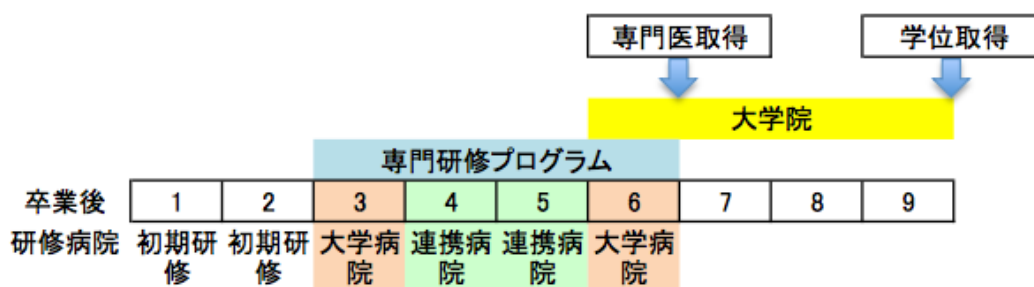 専門医取得 学位取得
大学院
専門研修プログラム
卒業後 1 2 3 4 5 6 7 8 9
研修病院 初期研 初期研 大学病 連携病 連携病 大学病
修 修 院 院 院 院